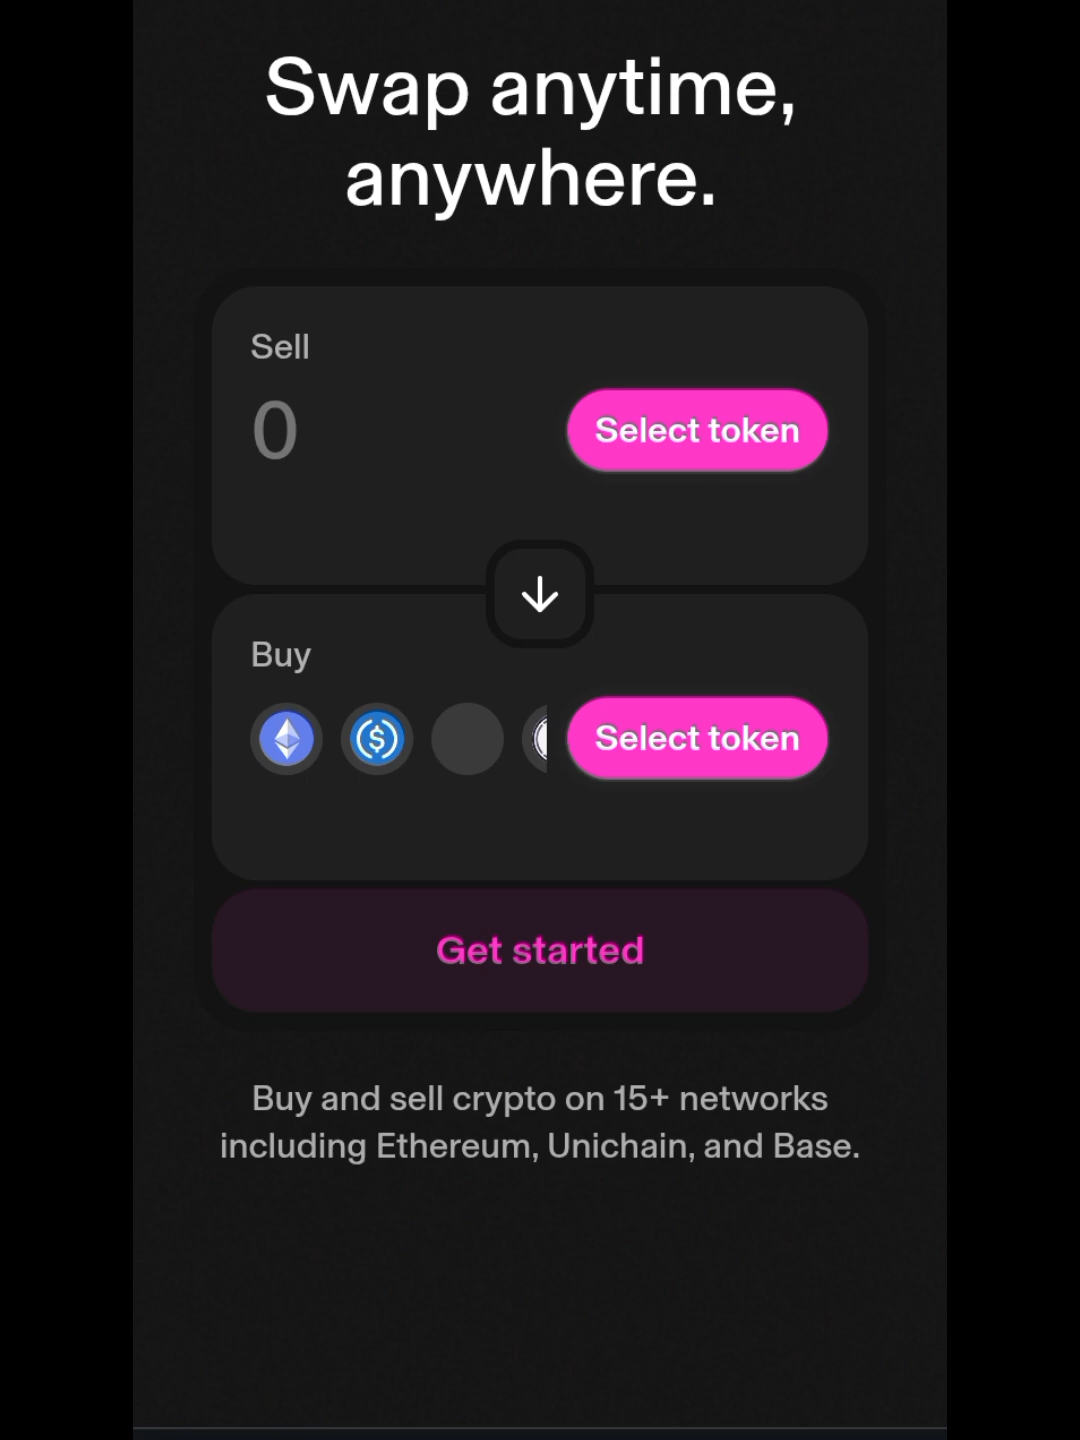 Swap anytime,
anywhere.
Sell
0
Select token
Buy
Select token
Get started
Buy and sell crypto on 15+ networks
including Ethereum, Unichain, and Base.